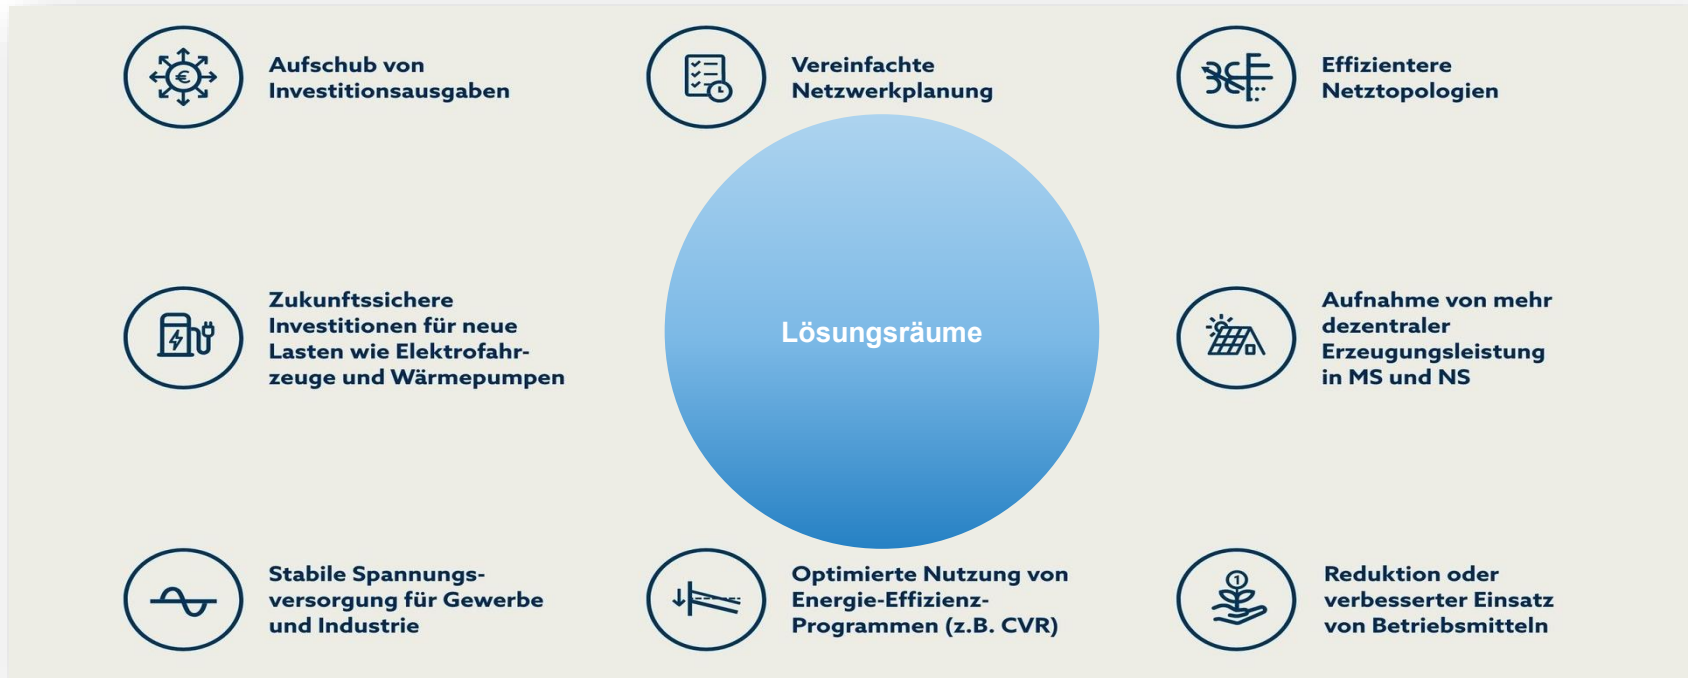 Aufschub von
Investitionsausgaben
Vereinfachte
Netzwerkplanung
Effizientere
Netztopologien
Zukunftssichere
Investitionen für neue
Lasten wie Elektrofahr-
zeuge und Wärmepumpen
Lösungsräume
Aufnahme von mehr
dezentraler
Erzeugungsleistung
in MS und NS
Stabile Spannungs-
versorgung für Gewerbe
und Industrie
Optimierte Nutzung von
Energie-Effizienz-
Programmen (z.B. CVR)
1
Reduktion oder
verbesserter Einsatz
von Betriebsmitteln